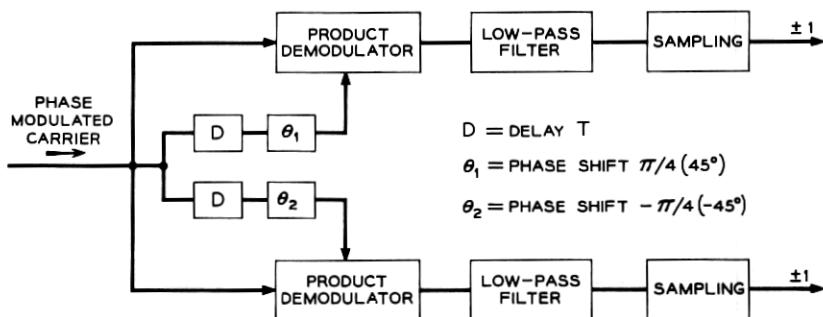 PRODUCT
DEMODULATOR
LOW-PASS
FILTER
SAMPLING
±1
PHASE
MODULATED
CARRIER
D
θ₁
D = DELAY T
θ₁ = PHASE SHIFT π/4 (45°)
D
θ₂
θ₂ = PHASE SHIFT -π/4 (-45°)
PRODUCT
DEMODULATOR
LOW-PASS
FILTER
SAMPLING
±1